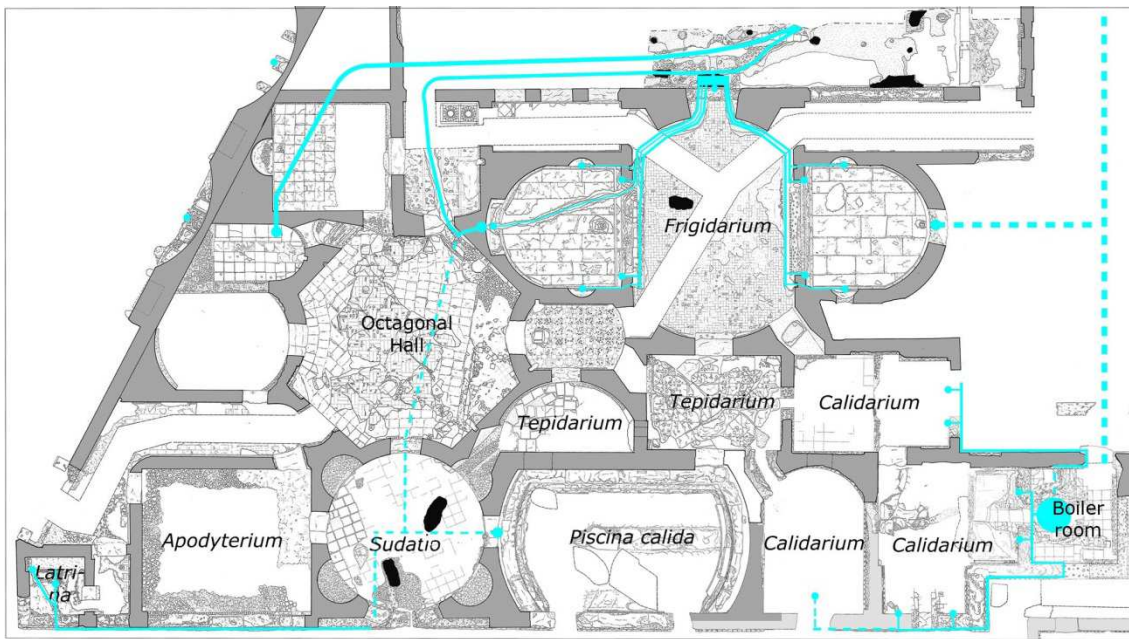 Frigidarium
Octagonal
Hall
Tepidarium
Tepidarium
Calidarium
Apodyterium
Sudatio
Piscina calida
Calidarium
Calidarium
Boiler
room
Latri-
na